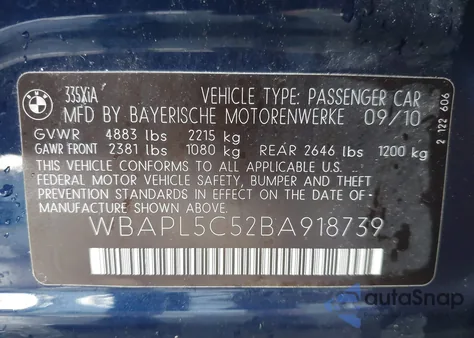 BMW
335XiA VEHICLE TYPE: PASSENGER CAR
MFD BY BAYERISCHE MOTORENWERKE 09/10
GVWR 4883 lbs 2215 kg
GAWR FRONT 2381 lbs 1080 kg REAR 2646 lbs 1200 kg
THIS VEHICLE CONFORMS TO ALL APPLICABLE U.S.
FEDERAL MOTOR VEHICLE SAFETY, BUMPER AND THEFT
PREVENTION STANDARDS IN EFFECT ON THE DATE
OF MANUFACTURE SHOWN ABOVE.
WBAPL5C52BA918739
2 122 606
autoSnap